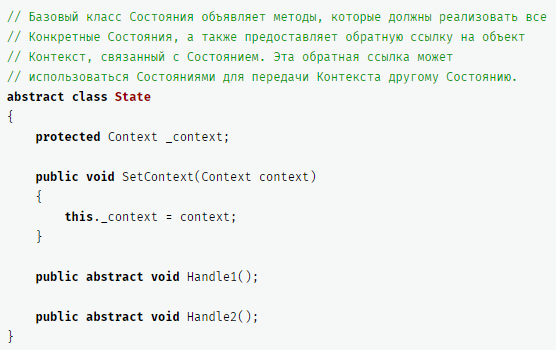 // Базовый класс Состояния объявляет методы, которые должны реализовать все
// Конкретные Состояния, а также предоставляет обратную ссылку на объект
// Контекст, связанный с Состоянием. Эта обратная ссылка может
// использоваться Состояниями для передачи Контекста другому Состоянию.
abstract class State
{
    protected Context _context;

    public void SetContext(Context context)
    {
        this._context = context;
    }

    public abstract void Handle1();

    public abstract void Handle2();
}